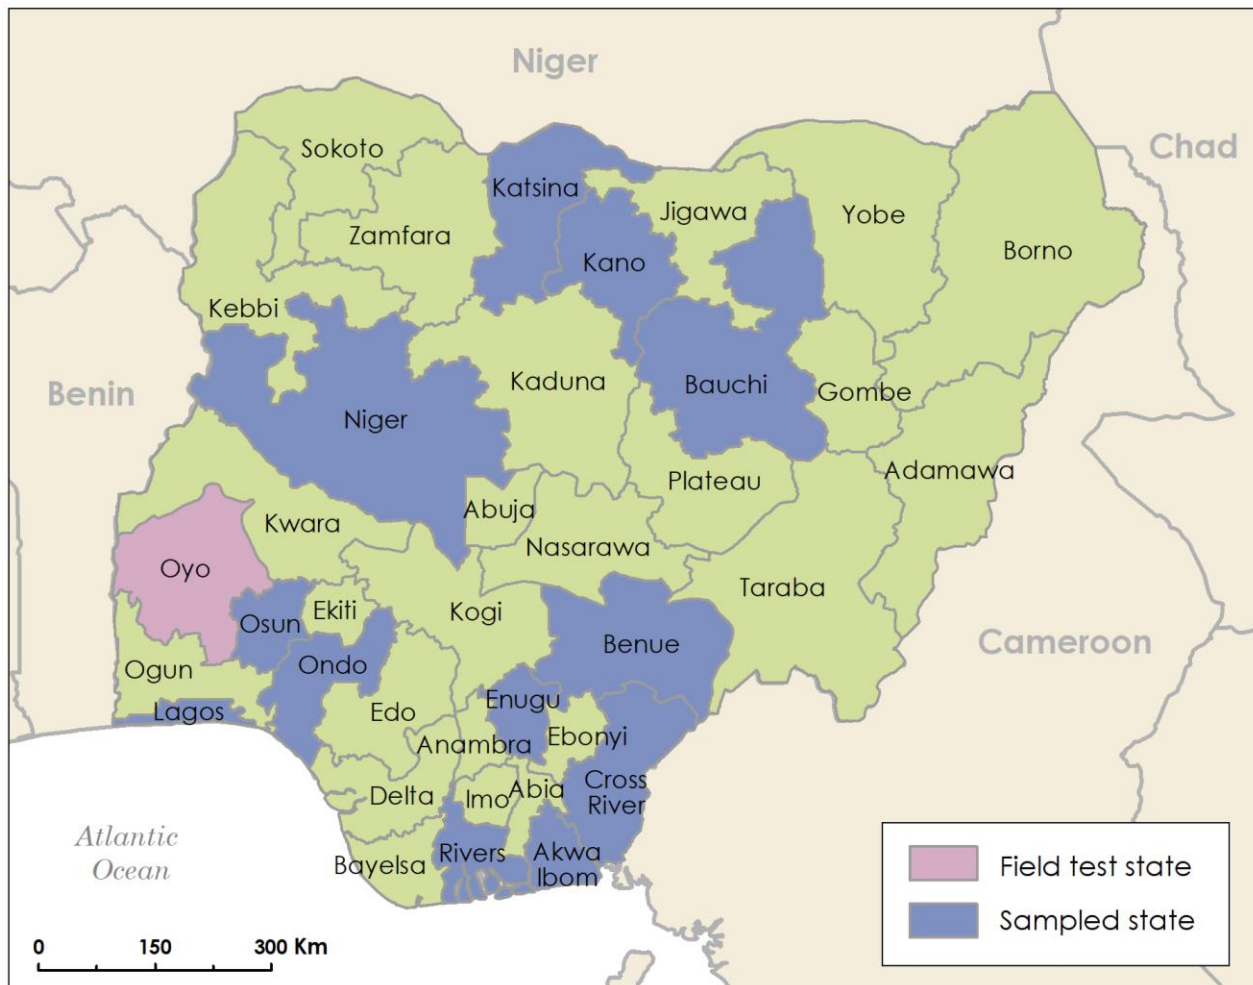 Niger
Chad
Sokoto
Katsina
Jigawa
Yobe
Zamfara
Kano
Borno
Kebbi
Benin
Kaduna
Bauchi
Gombe
Niger
Adamawa
Plateau
Abuja
Kwara
Nasarawa
Oyo
Taraba
Ekiti
Kogi
Osun
Benue
Cameroon
Ondo
Ogun
Enugu
Lagos
Edo
Ebonyi
Anambra
Cross
River
Abia
Delta
Imo
Atlantic
Ocean
Bayelsa
Rivers
Akwa
Ibom
Field test state
Sampled state
0 150 300 Km